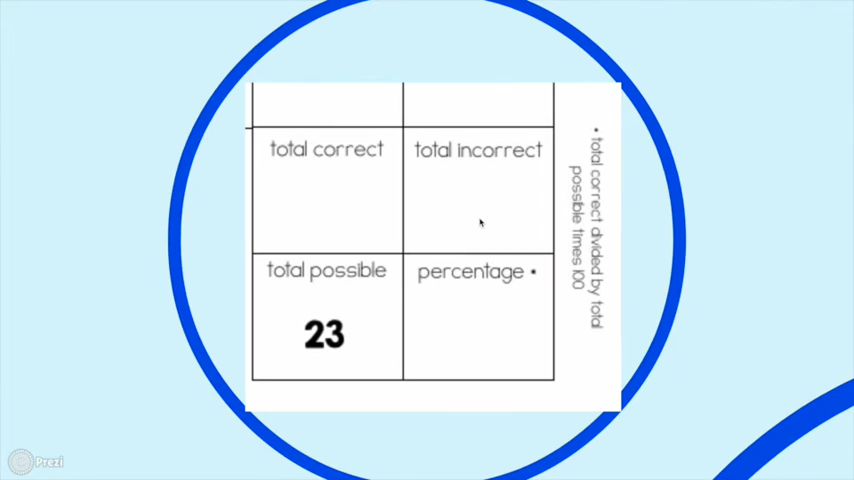 total correct
total incorrect
total possible
percentage •
23
• total correct divided by total
possible times 100
Prezi